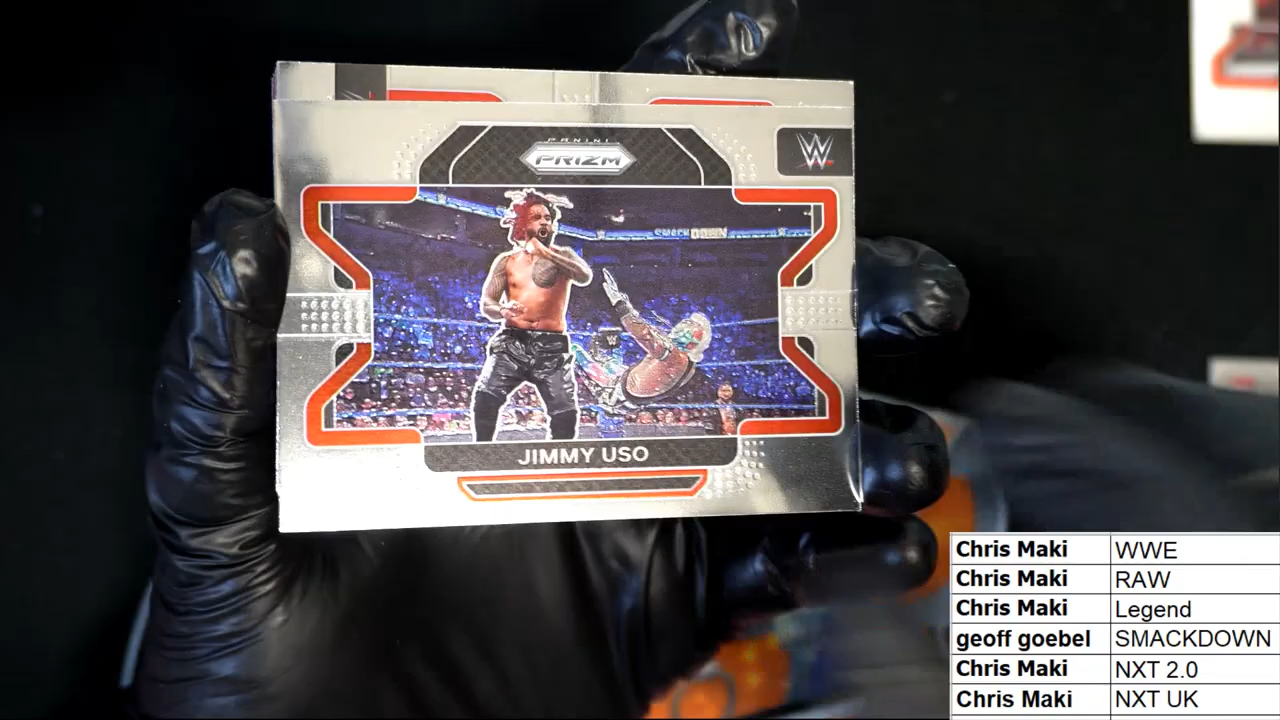 PANINI
PRIZM
W
SMACKDOWN
JIMMY USO
Chris Maki WWE
Chris Maki RAW
Chris Maki Legend
geoff goebel SMACKDOWN
Chris Maki NXT 2.0
Chris Maki NXT UK